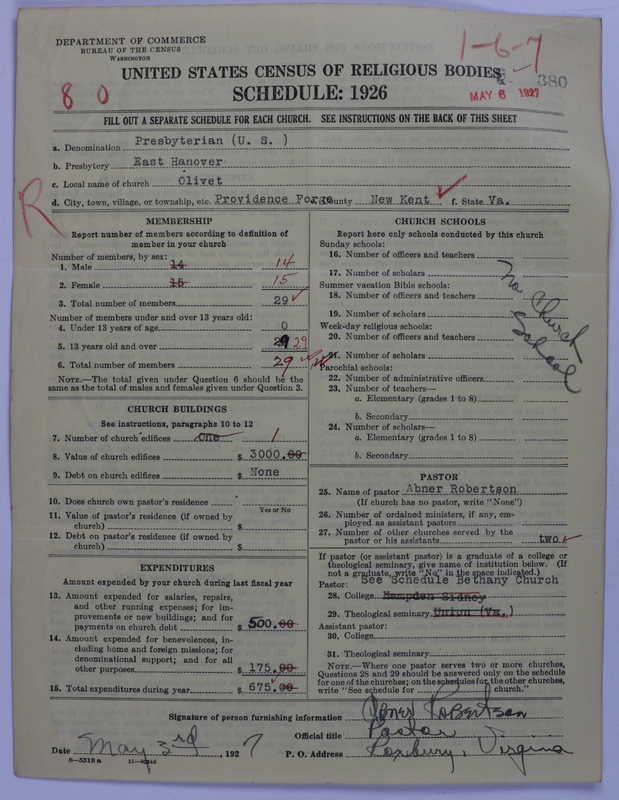 DEPARTMENT OF COMMERCE
BUREAU OF THE CENSUS
WASHINGTON
1-6-7
380
UNITED STATES CENSUS OF RELIGIOUS BODIES
80
SCHEDULE: 1926
MAY 6 1927
FILL OUT A SEPARATE SCHEDULE FOR EACH CHURCH. SEE INSTRUCTIONS ON THE BACK OF THIS SHEET
a. Denomination Presbyterian (U. S. )
b. Presbytery East Hanover
c. Local name of church Olivet
d. City, town, village, or township, etc. Providence Forge County New Kent f. State Va.
R
MEMBERSHIP
Report number of members according to definition of
member in your church
Number of members, by sex:
1. Male 14 14
2. Female 15 15
3. Total number of members 29
Number of members under and over 13 years old:
4. Under 13 years of age 0
5. 13 years old and over 29 29
6. Total number of members 29
NOTE.—The total given under Question 6 should be the
same as the total of males and females given under Question 3.
CHURCH BUILDINGS
See instructions, paragraphs 10 to 12
7. Number of church edifices One 1
8. Value of church edifices $ 3000.00
9. Debt on church edifices $ None
10. Does church own pastor's residence
Yes or No
11. Value of pastor's residence (if owned by
church) $
12. Debt on pastor's residence (if owned by
church) $
EXPENDITURES
Amount expended by your church during last fiscal year
13. Amount expended for salaries, repairs,
and other running expenses; for im-
provements or new buildings; and for
payments on church debt $ 500.00
14. Amount expended for benevolences, in-
cluding home and foreign missions; for
denominational support; and for all
other purposes $ 175.00
15. Total expenditures during year $ 675.00
CHURCH SCHOOLS
Report here only schools conducted by this church
Sunday schools:
16. Number of officers and teachers
17. Number of scholars
Summer vacation Bible schools:
18. Number of officers and teachers
19. Number of scholars
Week-day religious schools:
20. Number of officers and teachers
21. Number of scholars
Parochial schools:
22. Number of administrative officers
23. Number of teachers—
a. Elementary (grades 1 to 8)
b. Secondary
24. Number of scholars—
a. Elementary (grades 1 to 8)
b. Secondary
No Church
School
PASTOR
25. Name of pastor Abner Robertson
(If church has no pastor, write "None")
26. Number of ordained ministers, if any, em-
ployed as assistant pastors
27. Number of other churches served by the
pastor or his assistants two
If pastor (or assistant pastor) is a graduate of a college or
theological seminary, give name of institution below. (If
not a graduate, write "No" in the space indicated.)
Pastor: See Schedule Bethany Church
28. College Hampden Sidney
29. Theological seminary Union (Va.)
Assistant pastor:
30. College
31. Theological seminary
NOTE.—Where one pastor serves two or more churches,
Questions 28 and 29 should be answered only on the schedule
for one of the churches; on the schedules for the other churches,
write "See schedule for church."
Signature of person furnishing information Abner Robertson
Official title Pastor
Date May 3rd, 1927 P. O. Address Roxbury, Virginia